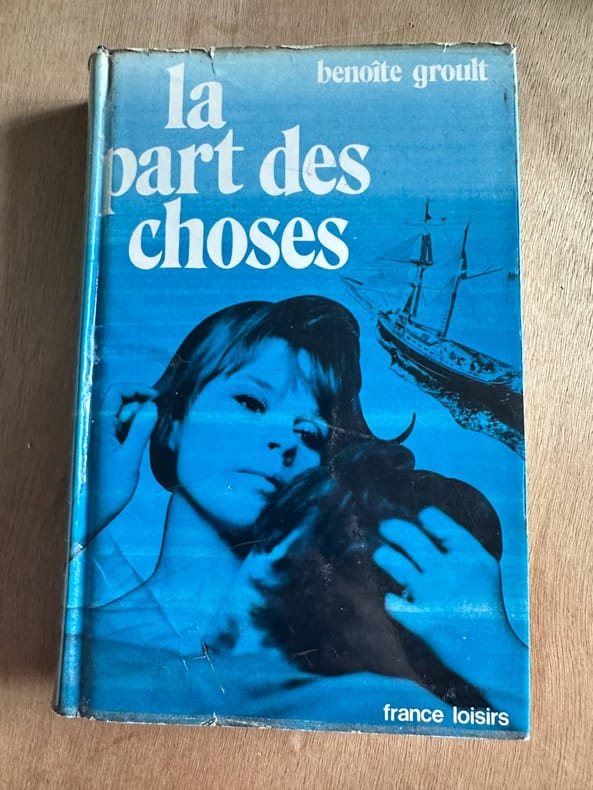 benoîte groult
la
part des
choses
france loisirs